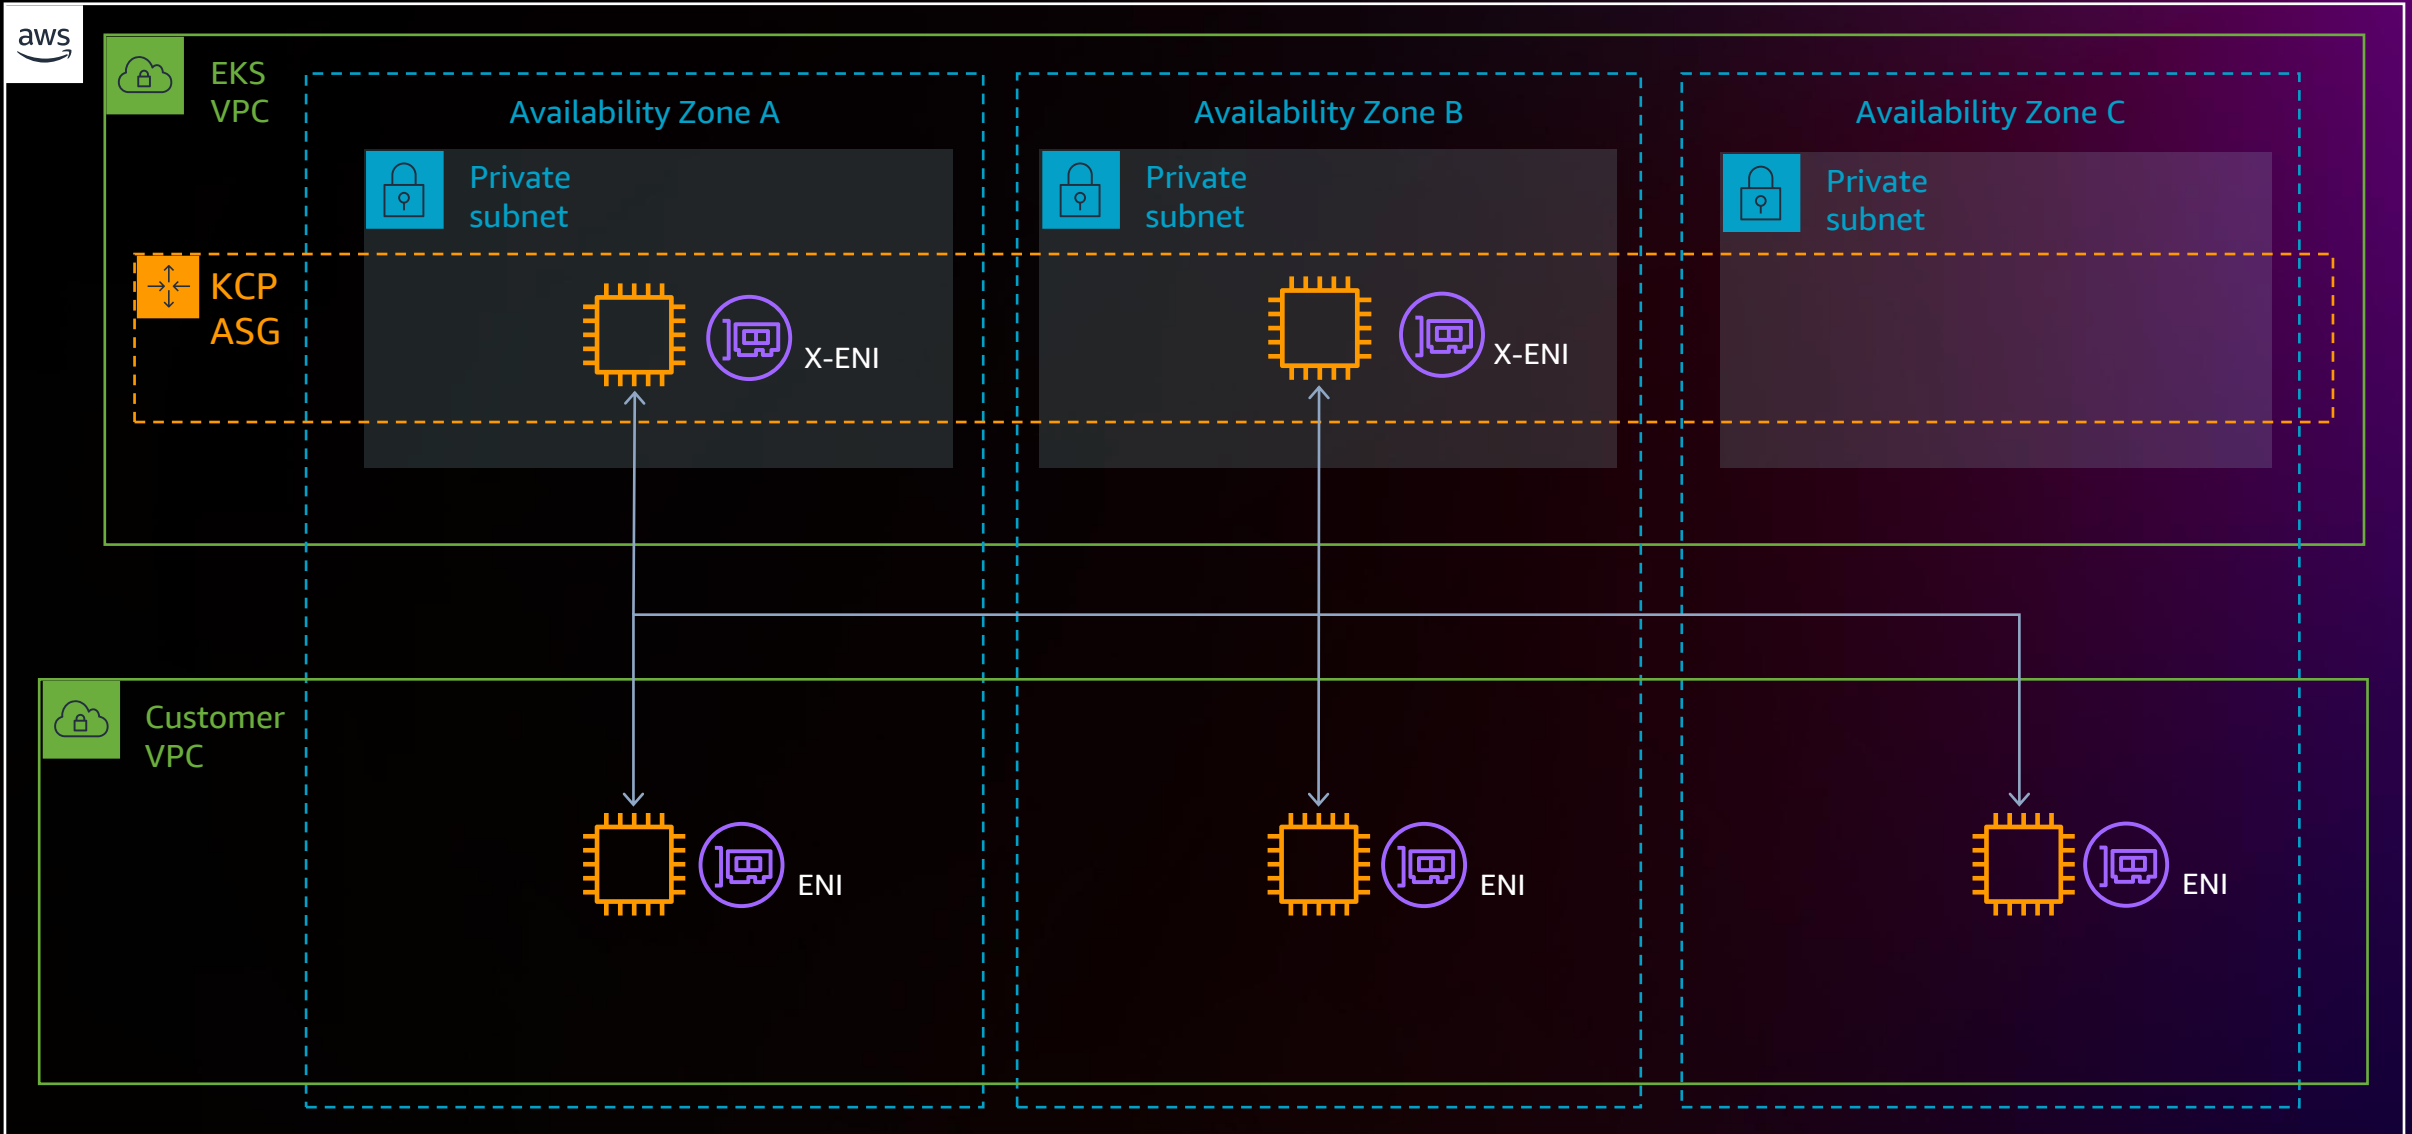 aws
EKS
VPC
Availability Zone A
Availability Zone B
Availability Zone C
Private
subnet
Private
subnet
Private
subnet
KCP
ASG
X-ENI
X-ENI
Customer
VPC
ENI
ENI
ENI